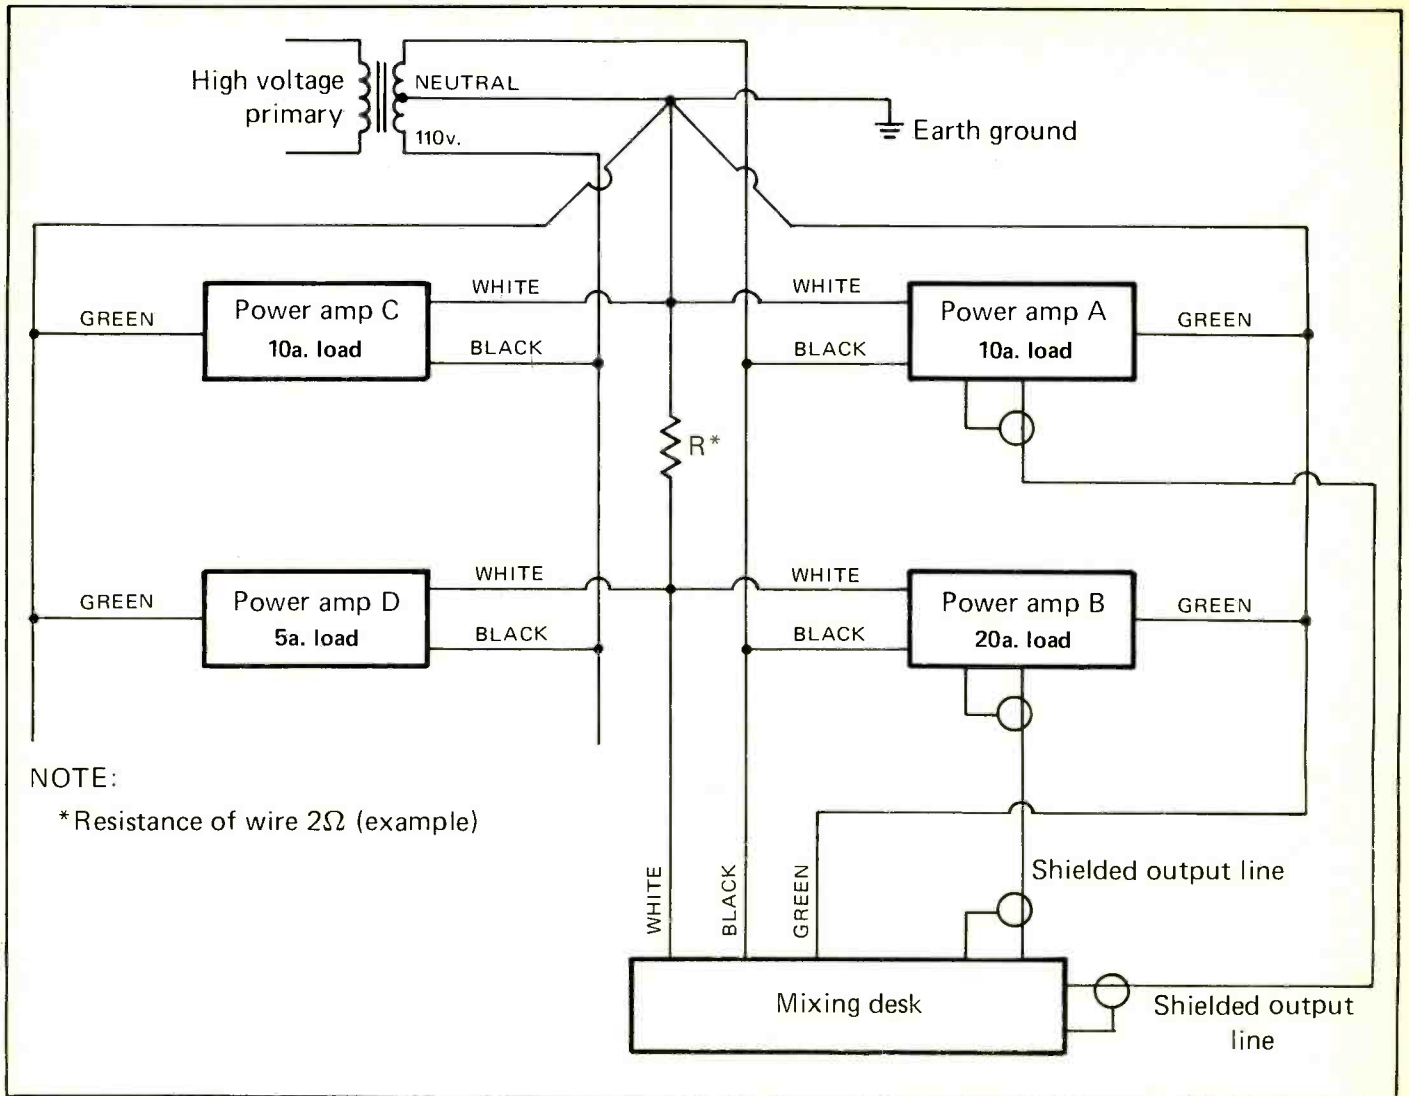 High voltage
primary
NEUTRAL
110v.
Earth ground
WHITE
WHITE
Power amp C
10a. load
GREEN
BLACK
BLACK
Power amp A
10a. load
GREEN
R*
WHITE
WHITE
Power amp D
5a. load
GREEN
BLACK
BLACK
Power amp B
20a. load
GREEN
NOTE:
*Resistance of wire 2Ω (example)
WHITE
BLACK
GREEN
Shielded output line
Mixing desk
Shielded output
line